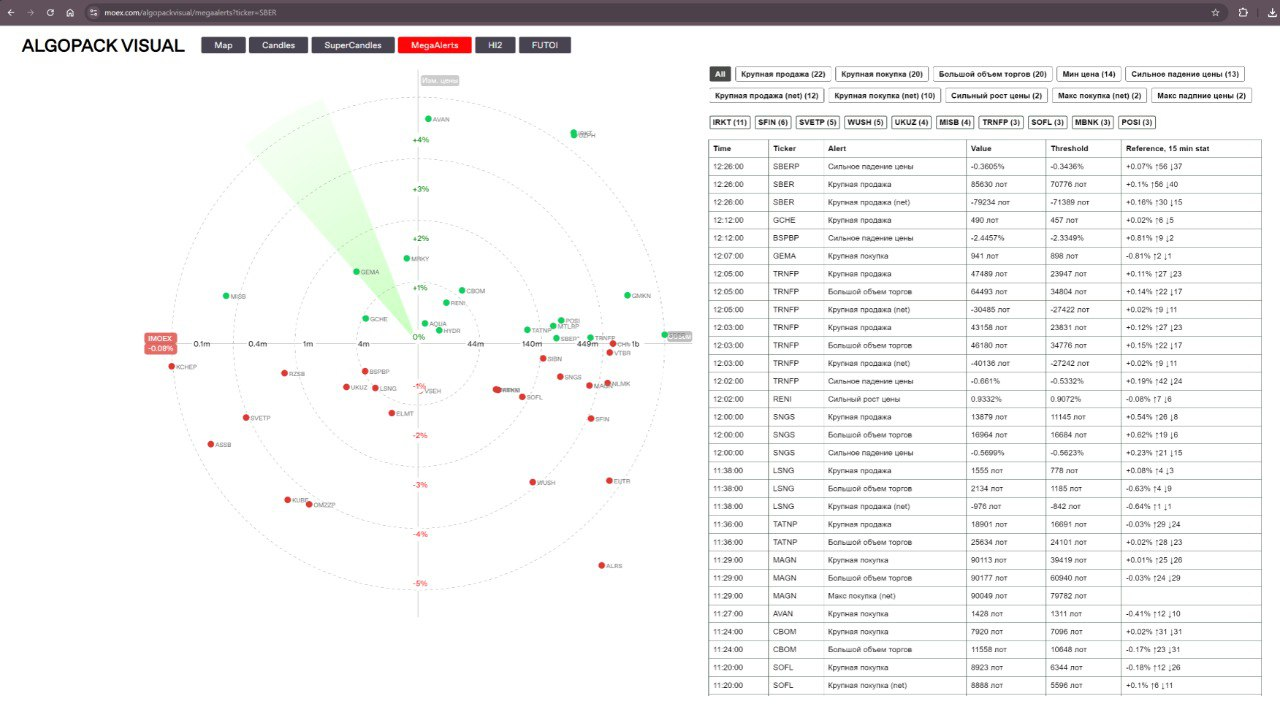 moex.com/algopackvisual/megaalerts?ticker=SBER
ALGOPACK VISUAL
Map Candles SuperCandles MegaAlerts HI2 FUTOI
Изм. цены
AVAN
+4%
+3%
+2%
MRKY
GEMA
+1%
CBOM
MISB
RENI
GMKN
GCHE
AQUA
POSI
MTLRP
HYDR
TATNP
0%
SBER
TRNFP
IMOEX
-0.08%
0.1m 0.4m 1m 4m 44m 140m 449m 1b
VTBR
SIBN
KCHEP
RZSB
BSPBP
SNGS
NLMK
UKUZ
LSNG
-1%
VSEH
SOFL
ELMT
SVETP
SFIN
-2%
ASSB
WUSH
EUTR
-3%
KUBE
OMZZP
-4%
ALRS
-5%
All Крупная продажа (22) Крупная покупка (20) Большой объем торгов (20) Мин цена (14) Сильное падение цены (13)
Крупная продажа (net) (12) Крупная покупка (net) (10) Сильный рост цены (2) Макс покупка (net) (2) Макс падпние цены (2)
IRKT (11) SFIN (6) SVETP (5) WUSH (5) UKUZ (4) MISB (4) TRNFP (3) SOFL (3) MBNK (3) POSI (3)
Time Ticker Alert Value Threshold Reference, 15 min stat
12:26:00 SBERP Сильное падение цены -0.3605% -0.3436% +0.07% ↑56 ↓37
12:26:00 SBER Крупная продажа 85630 лот 70776 лот +0.1% ↑56 ↓40
12:26:00 SBER Крупная продажа (net) -79234 лот -71389 лот +0.16% ↑30 ↓15
12:12:00 GCHE Крупная продажа 490 лот 457 лот +0.02% ↑6 ↓5
12:12:00 BSPBP Сильное падение цены -2.4457% -2.3349% +0.81% ↑9 ↓2
12:07:00 GEMA Крупная покупка 941 лот 898 лот -0.81% ↑2 ↓1
12:05:00 TRNFP Крупная продажа 47489 лот 23947 лот +0.11% ↑27 ↓23
12:05:00 TRNFP Большой объем торгов 64493 лот 34804 лот +0.14% ↑22 ↓17
12:05:00 TRNFP Крупная продажа (net) -30485 лот -27422 лот +0.02% ↑9 ↓11
12:03:00 TRNFP Крупная продажа 43158 лот 23831 лот +0.12% ↑27 ↓23
12:03:00 TRNFP Большой объем торгов 46180 лот 34776 лот +0.15% ↑22 ↓17
12:03:00 TRNFP Крупная продажа (net) -40136 лот -27242 лот +0.02% ↑9 ↓11
12:02:00 TRNFP Сильное падение цены -0.661% -0.5332% +0.19% ↑42 ↓24
12:02:00 RENI Сильный рост цены 0.9332% 0.9072% -0.08% ↑7 ↓6
12:00:00 SNGS Крупная продажа 13879 лот 11145 лот +0.54% ↑26 ↓8
12:00:00 SNGS Большой объем торгов 16964 лот 16684 лот +0.62% ↑19 ↓6
12:00:00 SNGS Сильное падение цены -0.5699% -0.5623% +0.23% ↑21 ↓15
11:38:00 LSNG Крупная продажа 1555 лот 778 лот +0.08% ↑4 ↓3
11:38:00 LSNG Большой объем торгов 2134 лот 1185 лот -0.63% ↑4 ↓9
11:38:00 LSNG Крупная продажа (net) -976 лот -842 лот -0.64% ↑1 ↓1
11:36:00 TATNP Крупная продажа 18901 лот 16691 лот -0.03% ↑29 ↓24
11:36:00 TATNP Большой объем торгов 25634 лот 24101 лот +0.02% ↑28 ↓23
11:29:00 MAGN Крупная покупка 90113 лот 39419 лот +0.01% ↑25 ↓26
11:29:00 MAGN Большой объем торгов 90177 лот 60940 лот -0.03% ↑24 ↓29
11:29:00 MAGN Макс покупка (net) 90049 лот 79782 лот
11:27:00 AVAN Крупная покупка 1428 лот 1311 лот -0.41% ↑12 ↓10
11:24:00 CBOM Крупная покупка 7920 лот 7096 лот +0.02% ↑31 ↓31
11:24:00 CBOM Большой объем торгов 11558 лот 10648 лот -0.17% ↑23 ↓31
11:20:00 SOFL Крупная покупка 8923 лот 6344 лот -0.18% ↑12 ↓26
11:20:00 SOFL Крупная покупка (net) 8888 лот 5596 лот +0.1% ↑6 ↓11